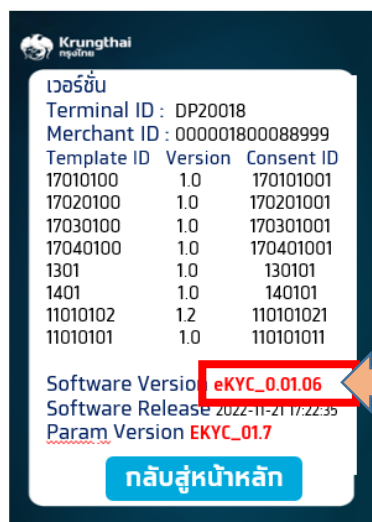 Krungthai
กรุงไทย
เวอร์ชั่น
Terminal ID : DP20018
Merchant ID : 000001800088999
Template ID Version Consent ID
17010100 1.0 170101001
17020100 1.0 170201001
17030100 1.0 170301001
17040100 1.0 170401001
1301 1.0 130101
1401 1.0 140101
11010102 1.2 110101021
11010101 1.0 110101011
Software Version eKYC_0.01.06
Software Release 2022-11-21 17:22:35
Param Version EKYC_01.7
กลับสู่หน้าหลัก